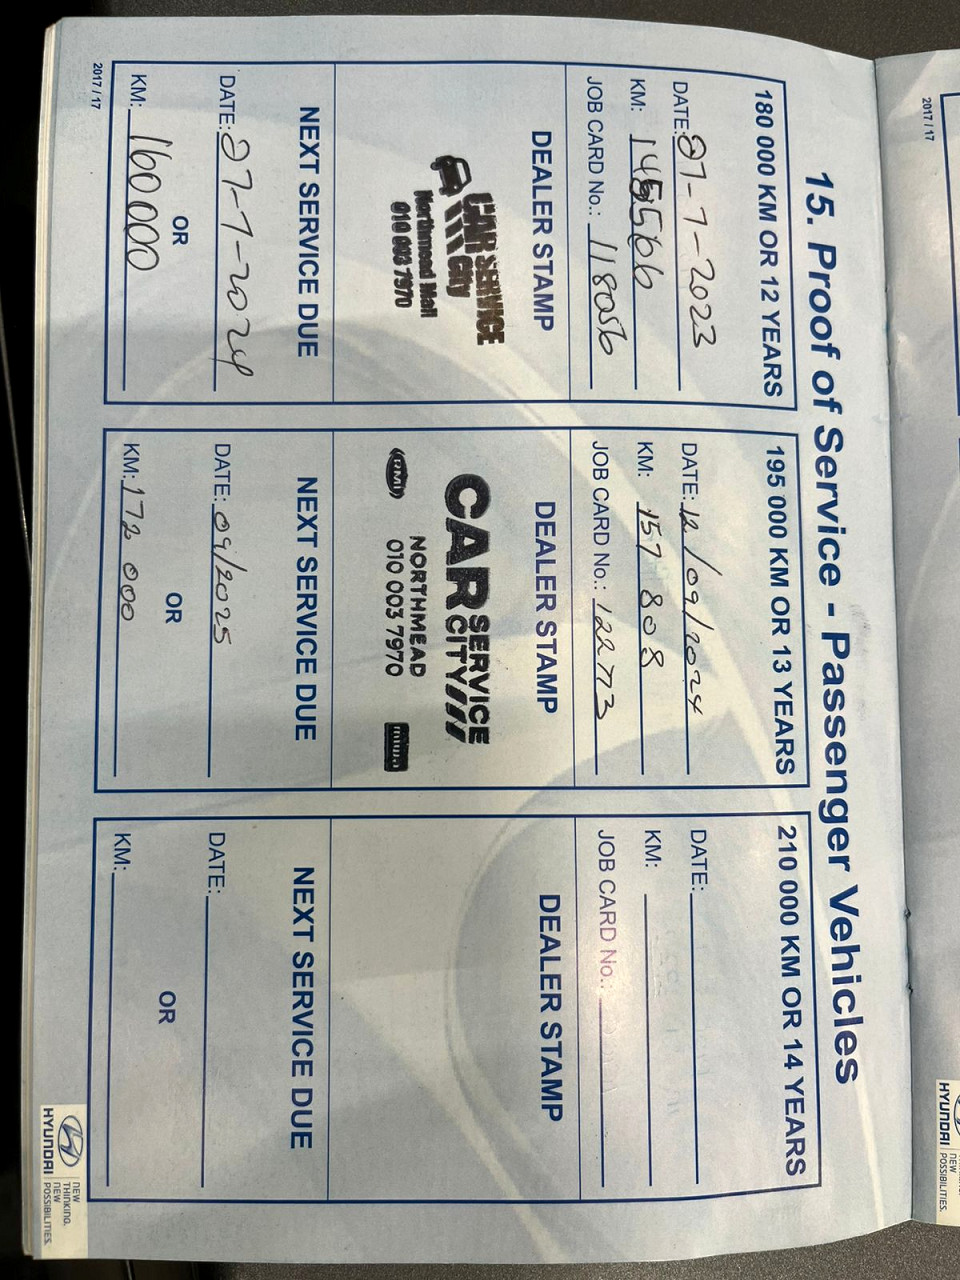 15. Proof of Service - Passenger Vehicles
180 000 KM OR 12 YEARS
DATE: 27-7-2023
KM: 145566
JOB CARD No.: 118056
DEALER STAMP
CAR SERVICE
City
Northmead Mall
010 003 7970
NEXT SERVICE DUE
DATE: 27-7-2024
OR
KM: 160000
2017 / 17
195 000 KM OR 13 YEARS
DATE: 12/09/2024
KM: 157 808
JOB CARD No.: 122713
DEALER STAMP
CAR SERVICE
CITY
NORTHMEAD
010 003 7970
RMI
miwa
NEXT SERVICE DUE
DATE: 09/2025
OR
KM: 172 000
210 000 KM OR 14 YEARS
DATE:
KM:
JOB CARD No.:
DEALER STAMP
NEXT SERVICE DUE
DATE:
OR
KM:
HYUNDAI
NEW
THINKING.
NEW
POSSIBILITIES.
2017 / 17
HYUNDAI
NEW
POSSIBILITIES.